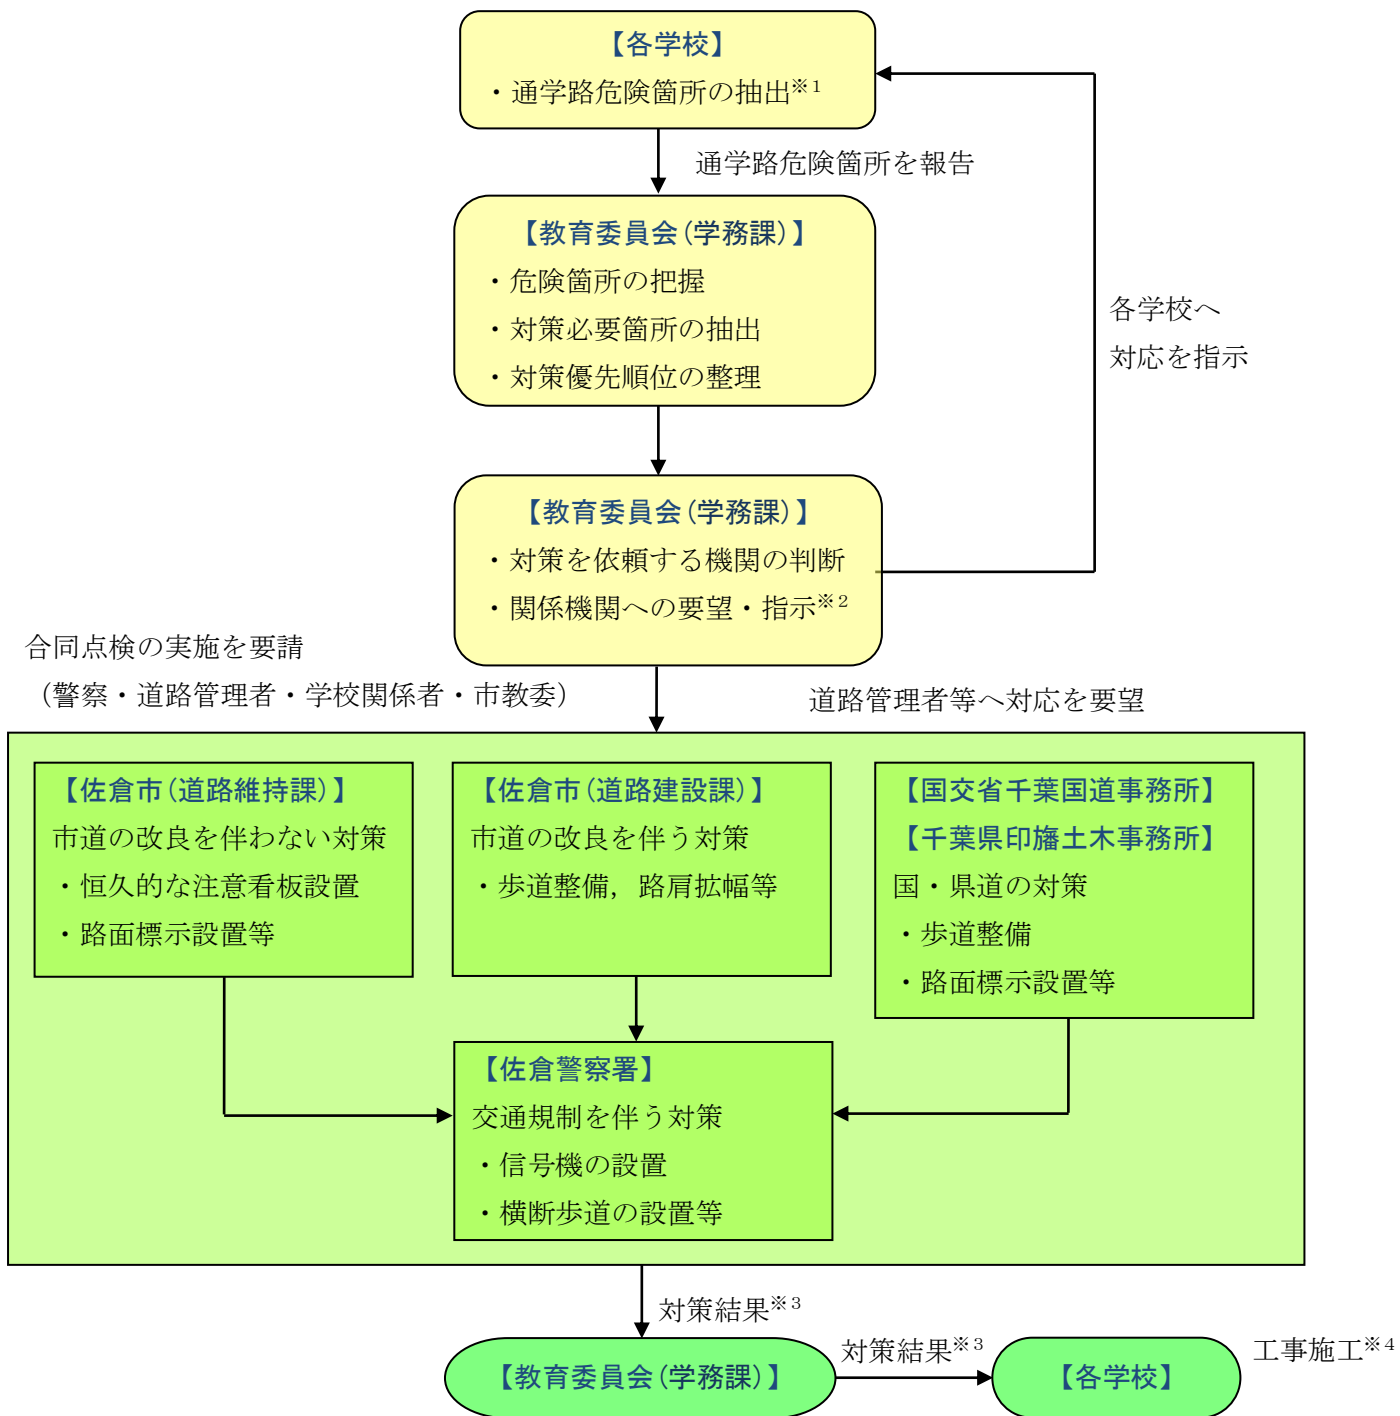 【各学校】
・通学路危険箇所の抽出※1
通学路危険箇所を報告
【教育委員会(学務課)】
・危険箇所の把握
・対策必要箇所の抽出
・対策優先順位の整理
各学校へ
対応を指示
【教育委員会(学務課)】
・対策を依頼する機関の判断
・関係機関への要望・指示※2
合同点検の実施を要請
（警察・道路管理者・学校関係者・市教委）
道路管理者等へ対応を要望
【佐倉市(道路維持課)】
市道の改良を伴わない対策
・恒久的な注意看板設置
・路面標示設置等
【佐倉市(道路建設課)】
市道の改良を伴う対策
・歩道整備，路肩拡幅等
【国交省千葉国道事務所】
【千葉県印旛土木事務所】
国・県道の対策
・歩道整備
・路面標示設置等
【佐倉警察署】
交通規制を伴う対策
・信号機の設置
・横断歩道の設置等
対策結果※3
【教育委員会(学務課)】
対策結果※3
【各学校】
工事施工※4